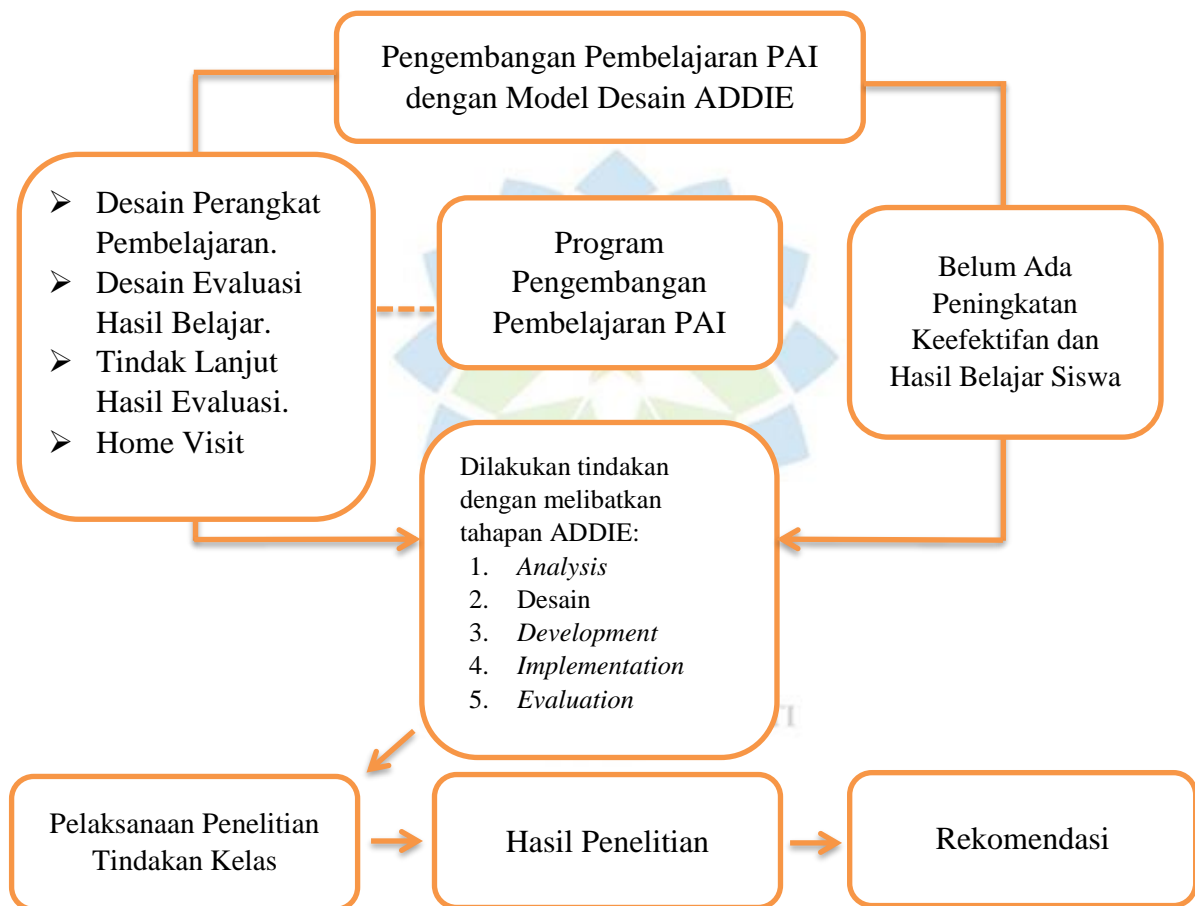 Pengembangan Pembelajaran PAI
dengan Model Desain ADDIE
➢ Desain Perangkat
Pembelajaran.
➢ Desain Evaluasi
Hasil Belajar.
➢ Tindak Lanjut
Hasil Evaluasi.
➢ Home Visit
Program
Pengembangan
Pembelajaran PAI
Belum Ada
Peningkatan
Keefektifan dan
Hasil Belajar Siswa
Dilakukan tindakan
dengan melibatkan
tahapan ADDIE:
1. Analysis
2. Desain
3. Development
4. Implementation
5. Evaluation
Pelaksanaan Penelitian
Tindakan Kelas
Hasil Penelitian
Rekomendasi